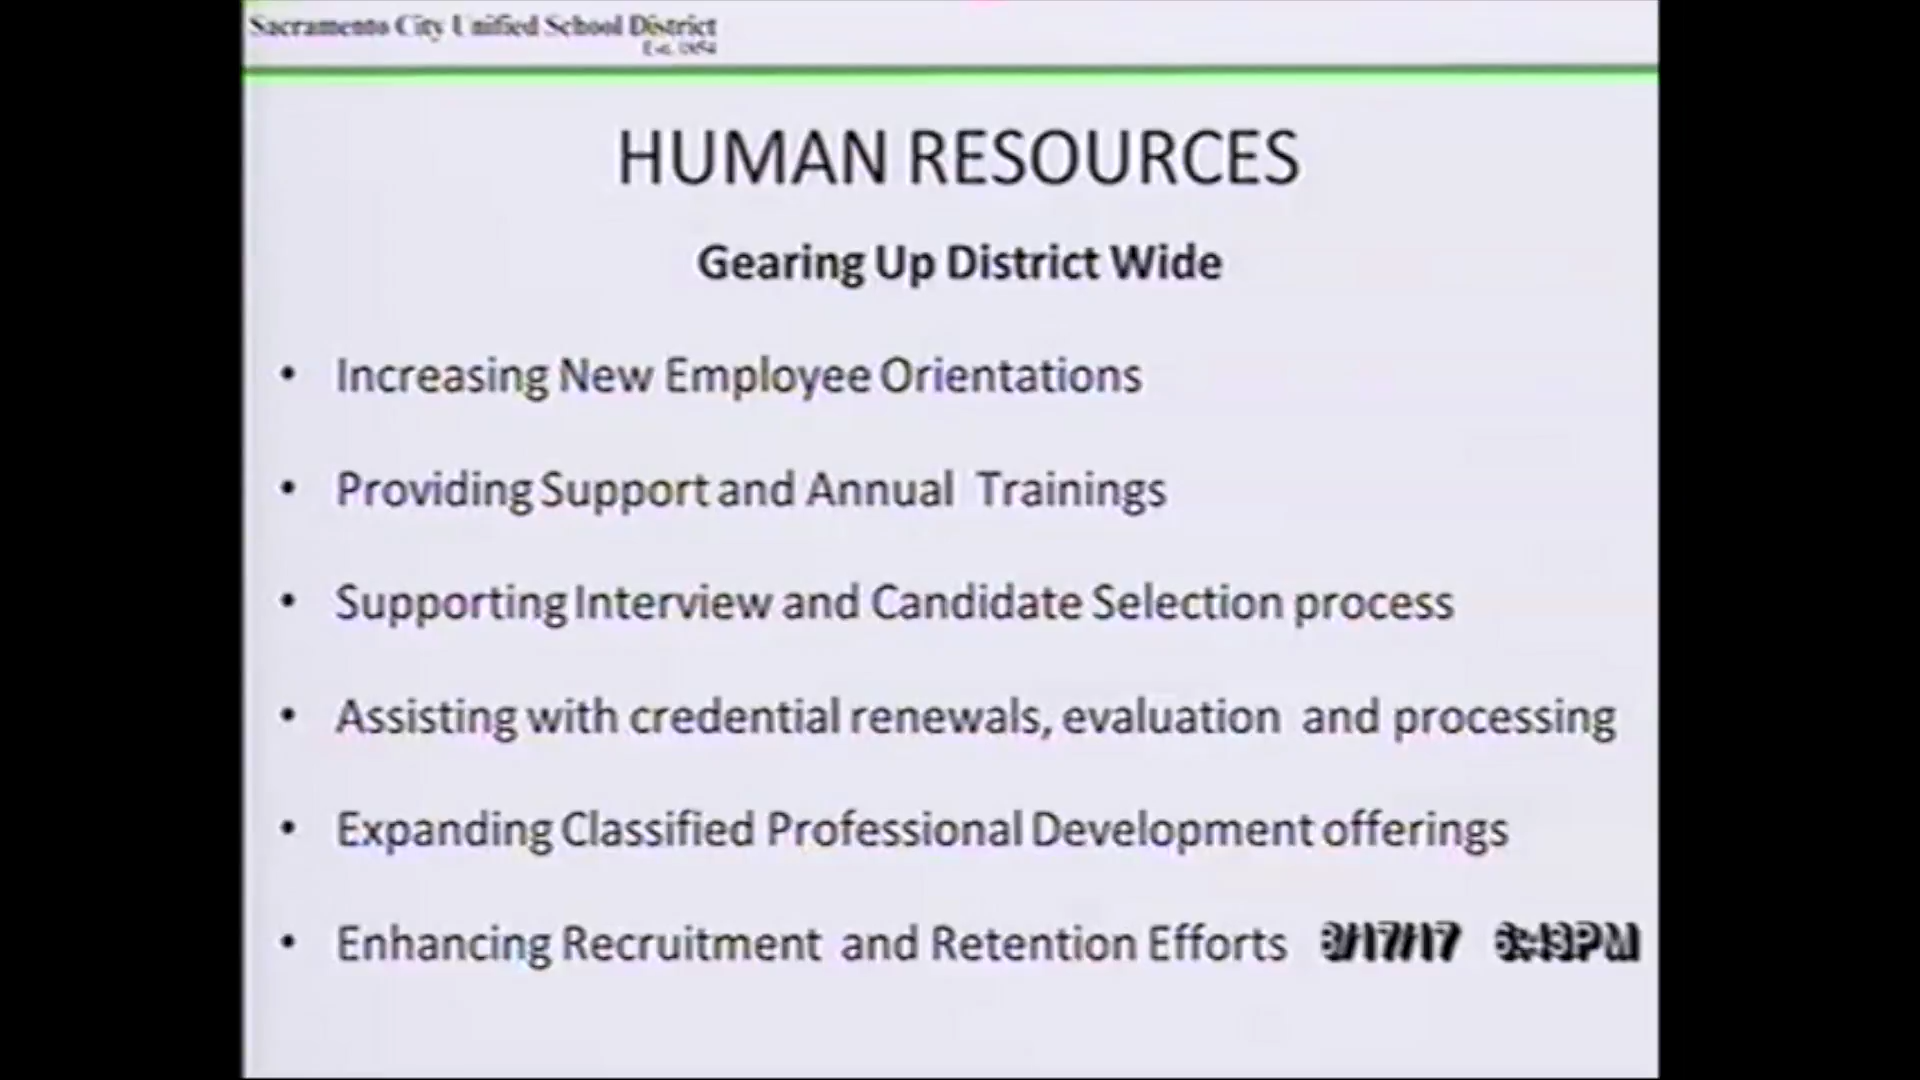 Sacramento City Unified School District
HUMAN RESOURCES
Gearing Up District Wide
• Increasing New Employee Orientations
• Providing Support and Annual Trainings
• Supporting Interview and Candidate Selection process
• Assisting with credential renewals, evaluation and processing
• Expanding Classified Professional Development offerings
• Enhancing Recruitment and Retention Efforts